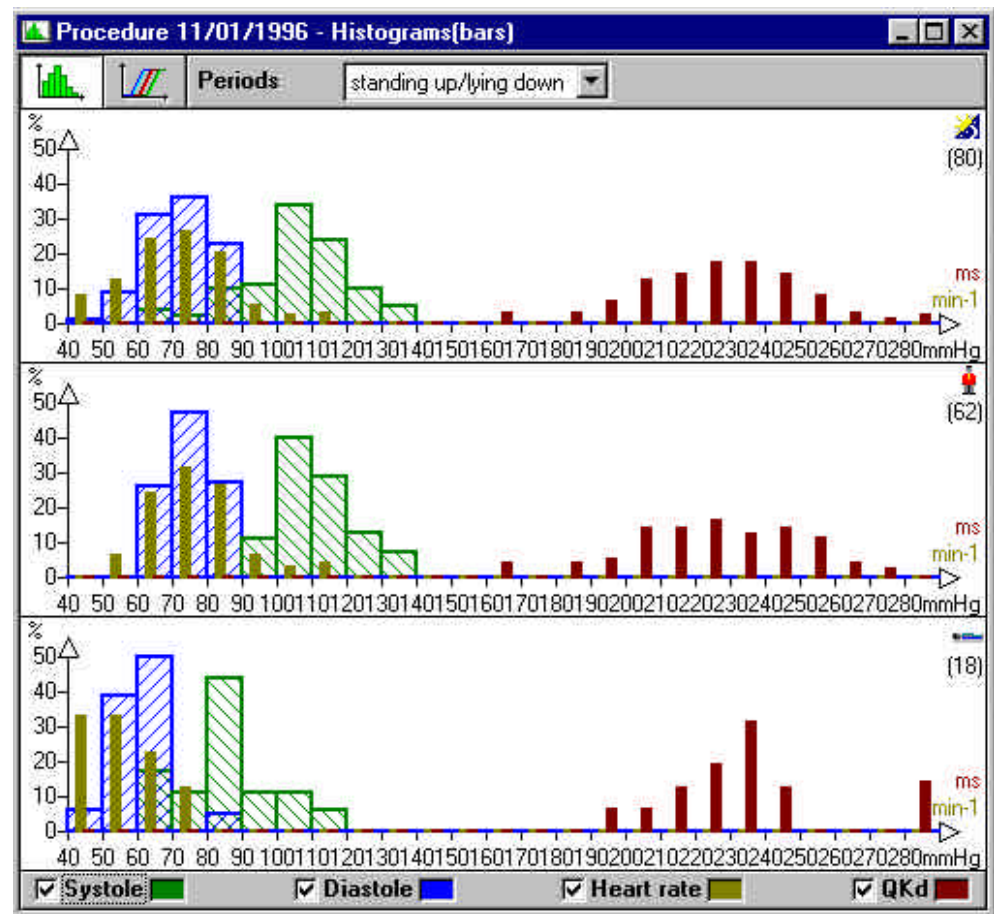 Procedure 11/01/1996 - Histograms(bars)
Periods standing up/lying down
%
50
(80)
40
30
20
10
ms
min-1
0
40 50 60 70 80 90 100110120130140150160170180190200210220230240250260270280mmHg
%
50
(62)
40
30
20
10
ms
min-1
0
40 50 60 70 80 90 100110120130140150160170180190200210220230240250260270280mmHg
%
50
(18)
40
30
20
10
ms
min-1
0
40 50 60 70 80 90 100110120130140150160170180190200210220230240250260270280mmHg
Systole Diastole Heart rate QKd